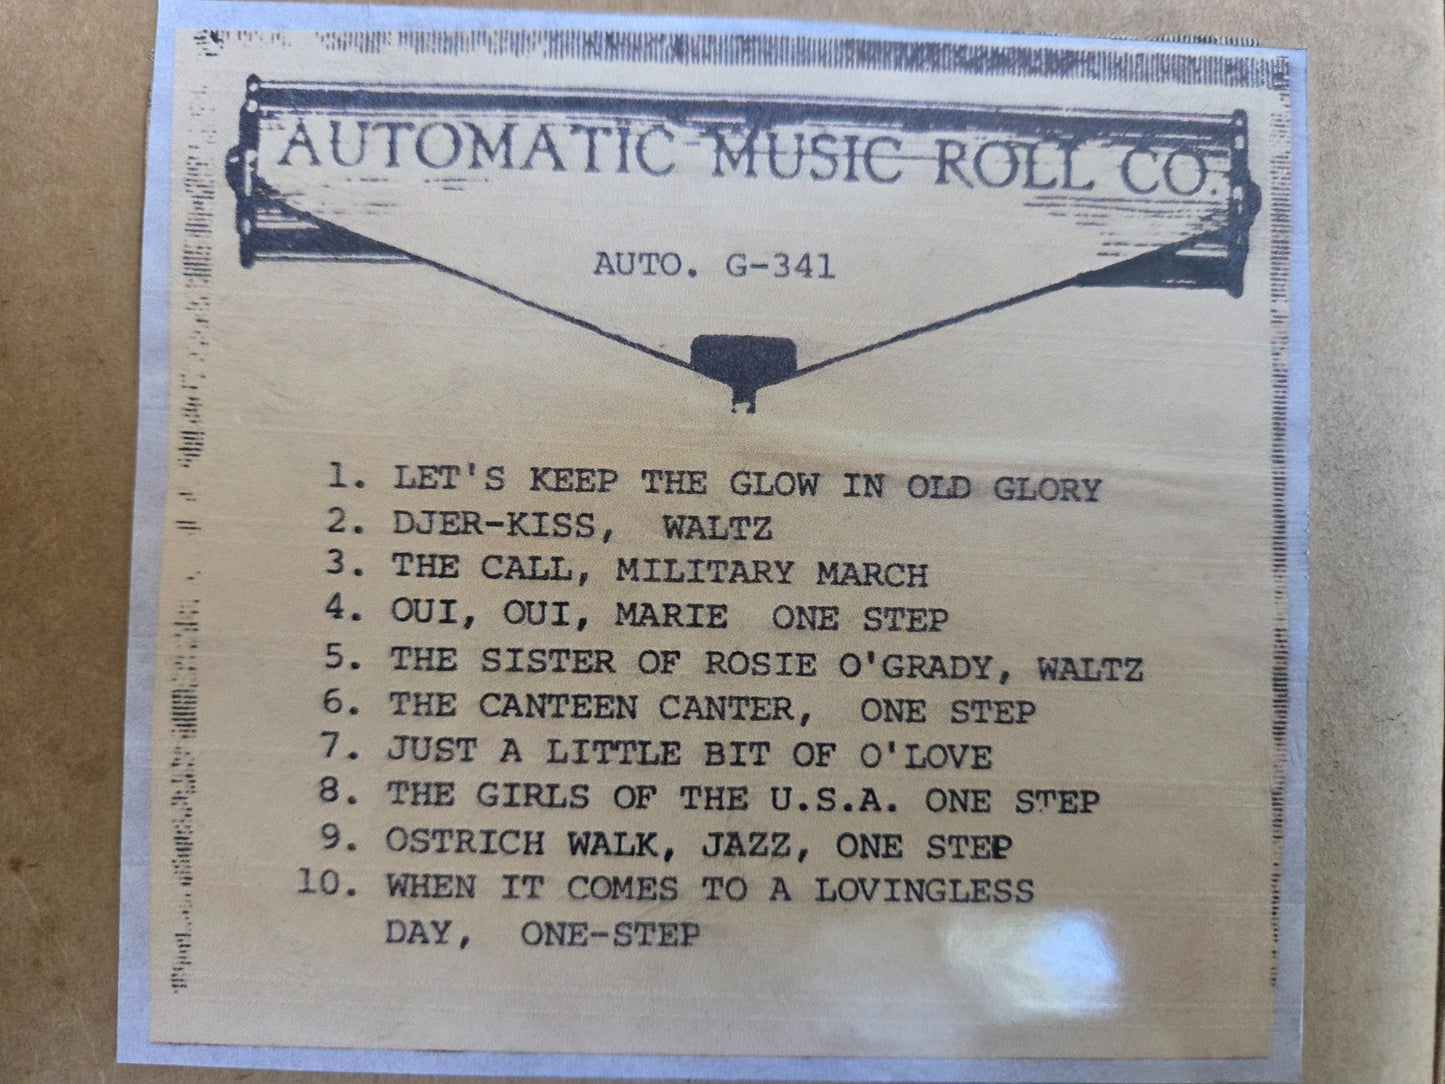 AUTOMATIC MUSIC ROLL CO.
AUTO. G-341
1. LET'S KEEP THE GLOW IN OLD GLORY
2. DJER-KISS, WALTZ
3. THE CALL, MILITARY MARCH
4. OUI, OUI, MARIE ONE STEP
5. THE SISTER OF ROSIE O'GRADY, WALTZ
6. THE CANTEEN CANTER, ONE STEP
7. JUST A LITTLE BIT OF O'LOVE
8. THE GIRLS OF THE U.S.A. ONE STEP
9. OSTRICH WALK, JAZZ, ONE STEP
10. WHEN IT COMES TO A LOVINGLESS
DAY, ONE-STEP